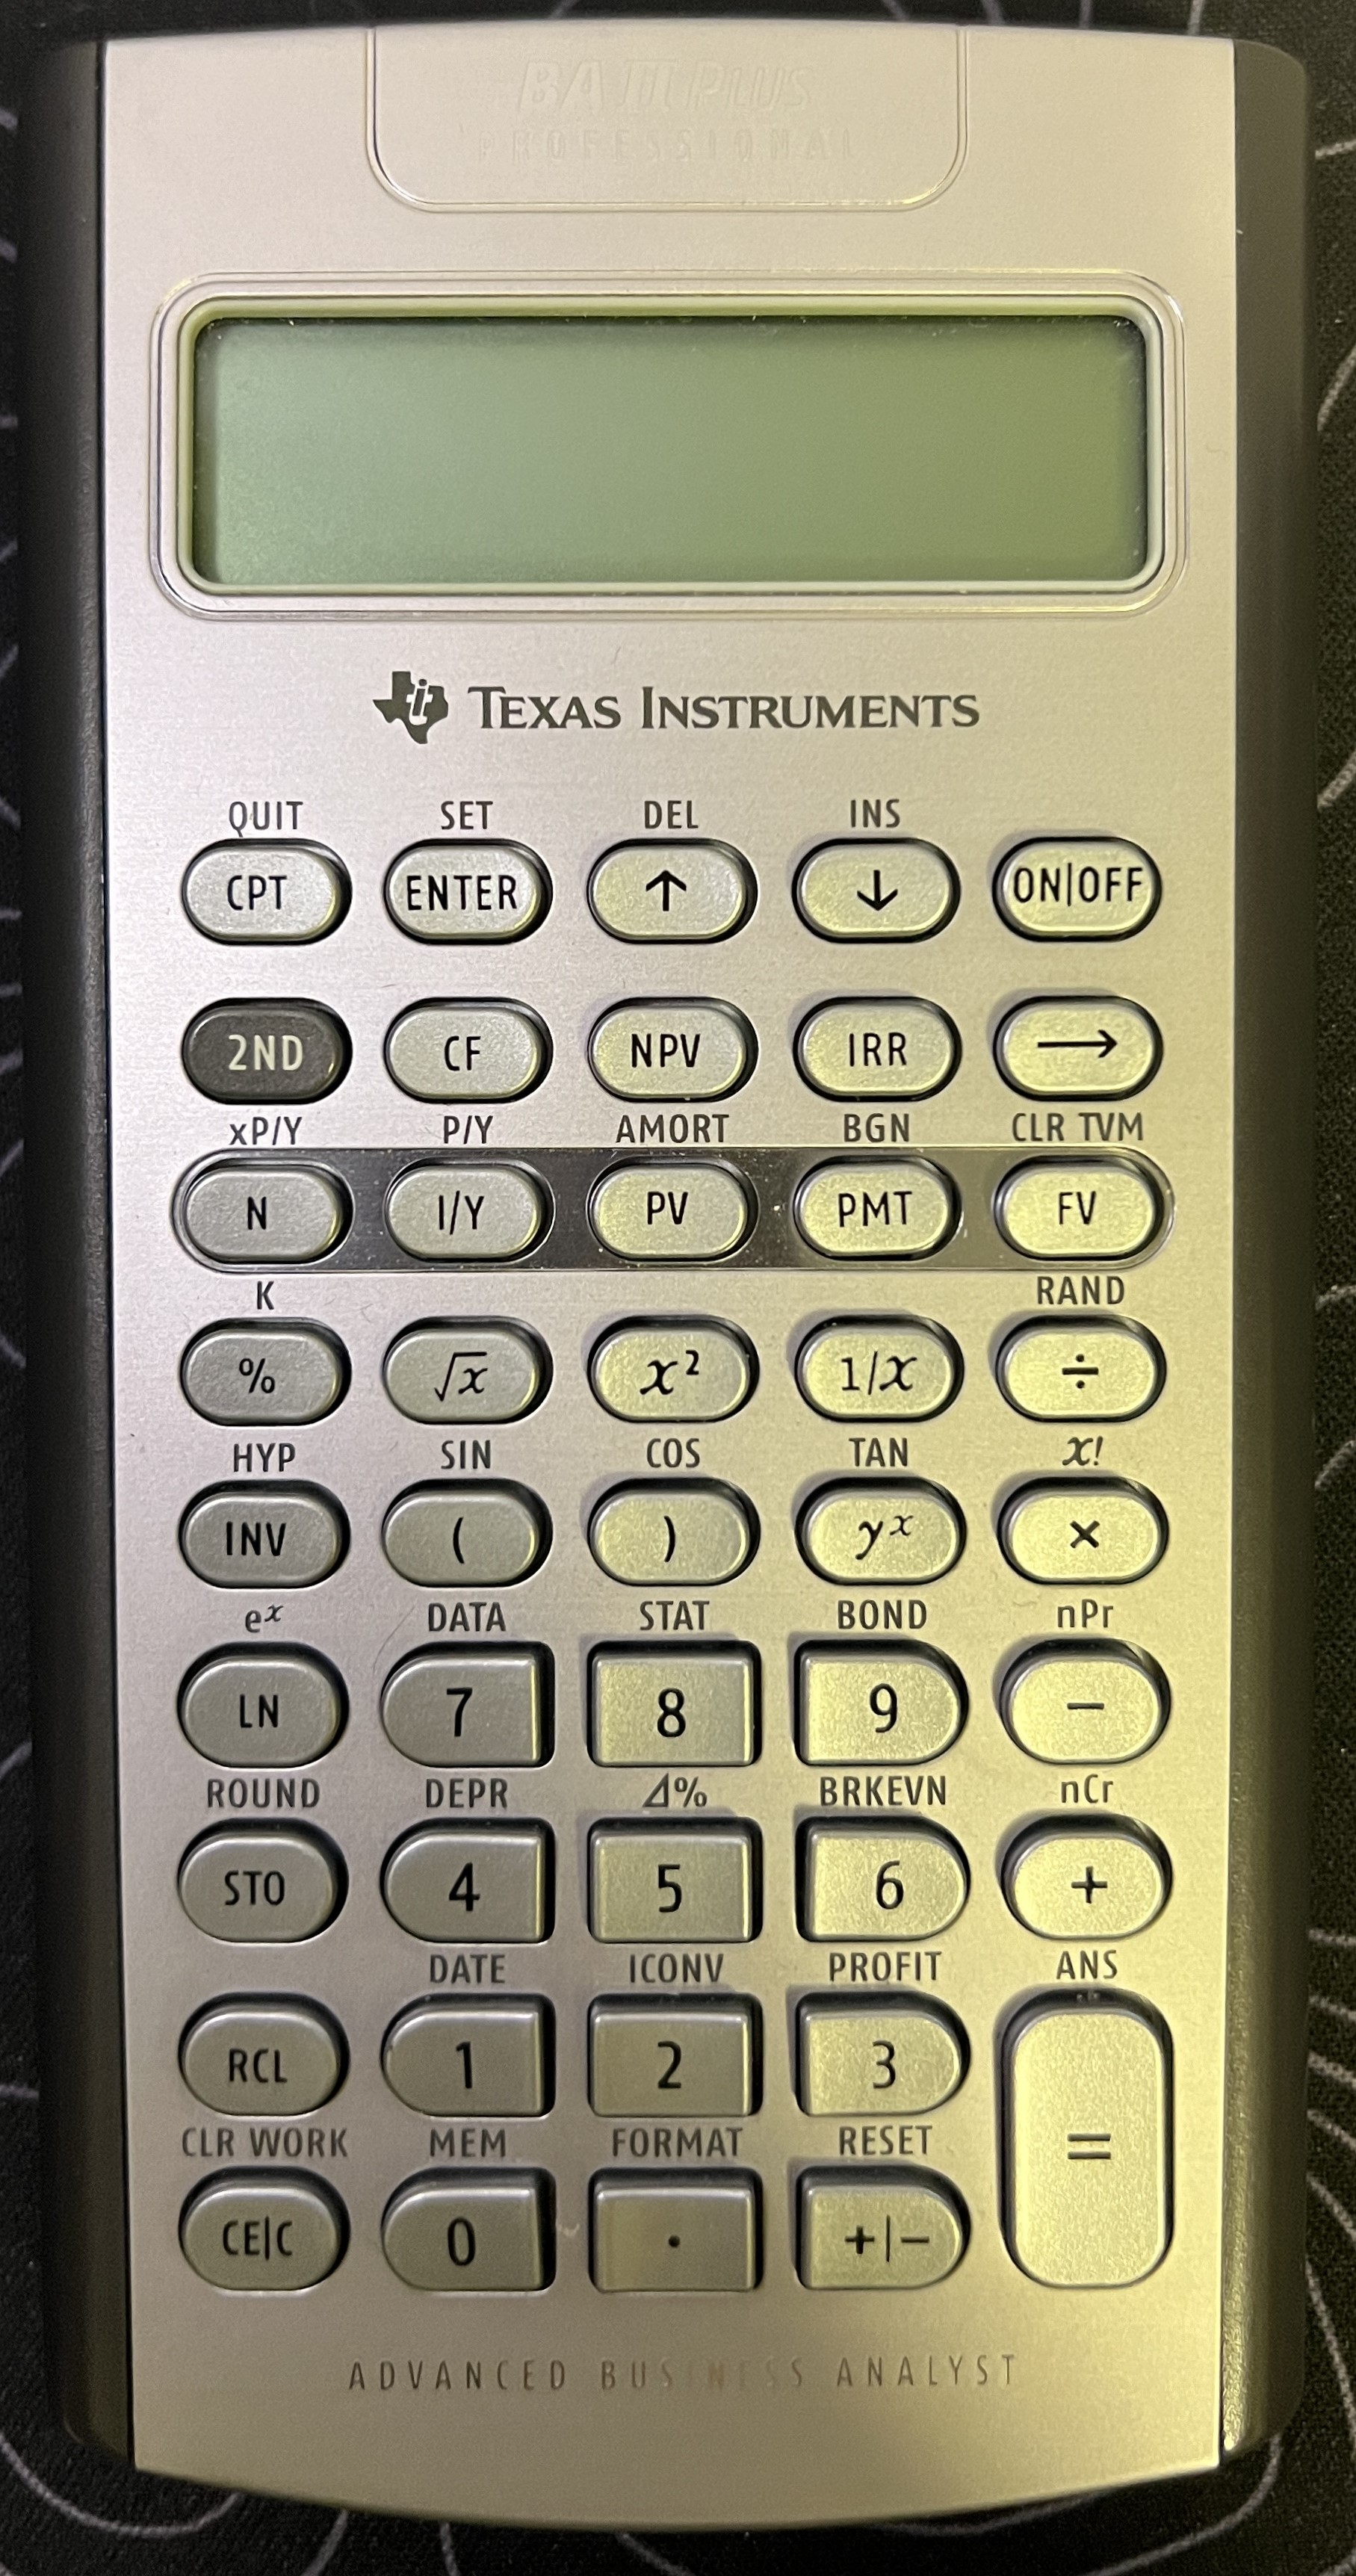 BA II PLUS
PROFESSIONAL
TEXAS INSTRUMENTS
QUIT SET DEL INS
CPT ENTER ↑ ↓ ON|OFF
2ND CF NPV IRR →
xP/Y P/Y AMORT BGN CLR TVM
N I/Y PV PMT FV
K RAND
% √x x² 1/x ÷
HYP SIN COS TAN x!
INV ( ) yˣ ×
eˣ DATA STAT BOND nPr
LN 7 8 9 −
ROUND DEPR Δ% BRKEVN nCr
STO 4 5 6 +
DATE ICONV PROFIT ANS
RCL 1 2 3 =
CLR WORK MEM FORMAT RESET
CE|C 0 . +|−
ADVANCED BUSINESS ANALYST